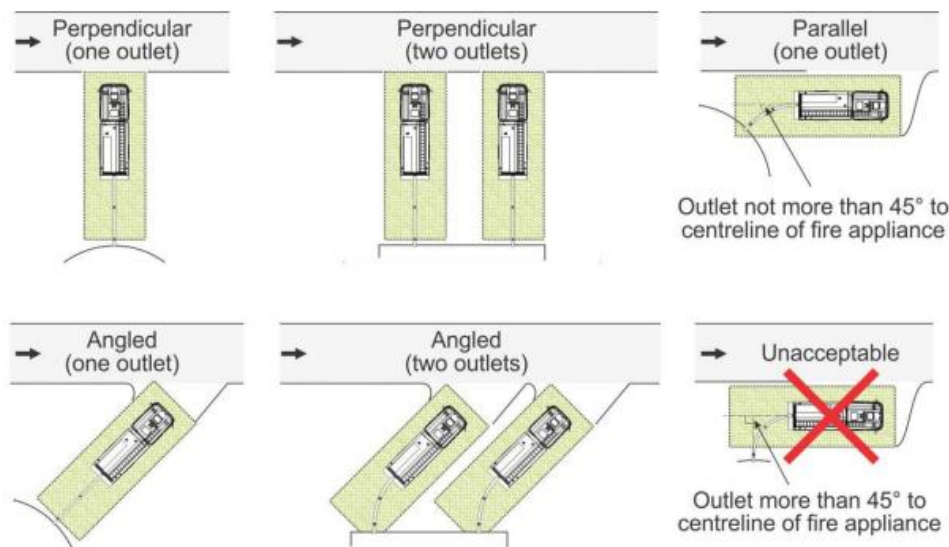 Perpendicular
(one outlet)
Perpendicular
(two outlets)
Parallel
(one outlet)
Outlet not more than 45° to
centreline of fire appliance
Angled
(one outlet)
Angled
(two outlets)
Unacceptable
Outlet more than 45° to
centreline of fire appliance